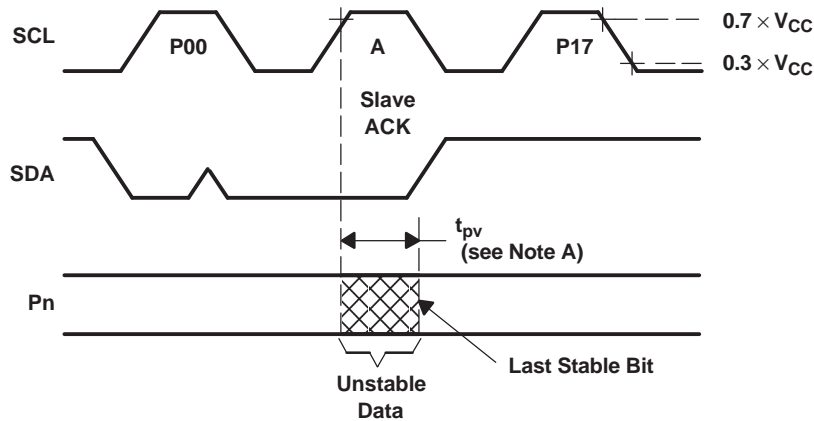 SCL
P00
A
P17
0.7 × VCC
0.3 × VCC
Slave
ACK
SDA
tpv
(see Note A)
Pn
Last Stable Bit
Unstable
Data